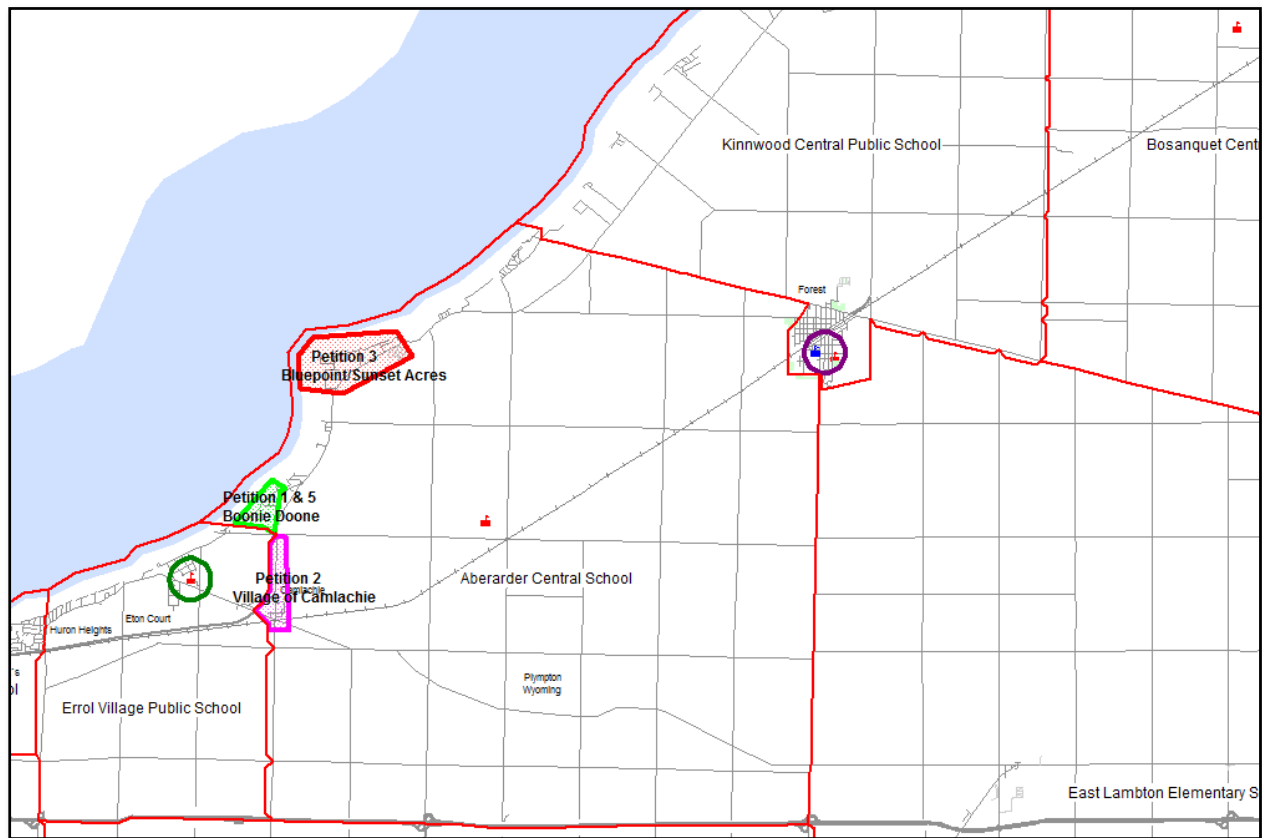 Kinnwood Central Public School
Bosanquet Cent
Forest
Petition 3
Bluepoint/Sunset Acres
Petition 1 & 5
Boonie Doone
Petition 2
Village of Camlachie
Camlachie
Aberarder Central School
Eton Court
Huron Heights
Plympton
Wyoming
Errol Village Public School
East Lambton Elementary S